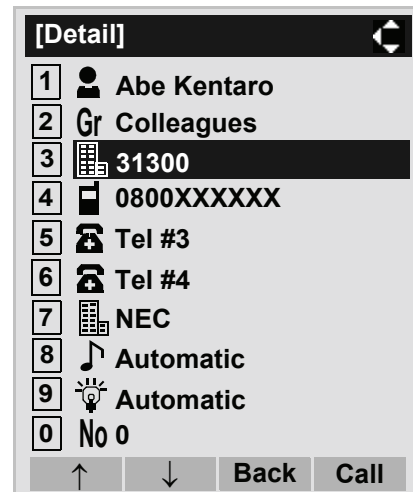 [Detail]
1 Abe Kentaro
2 Gr Colleagues
3 31300
4 0800XXXXXX
5 Tel #3
6 Tel #4
7 NEC
8 Automatic
9 Automatic
0 No 0
↑ ↓ Back Call